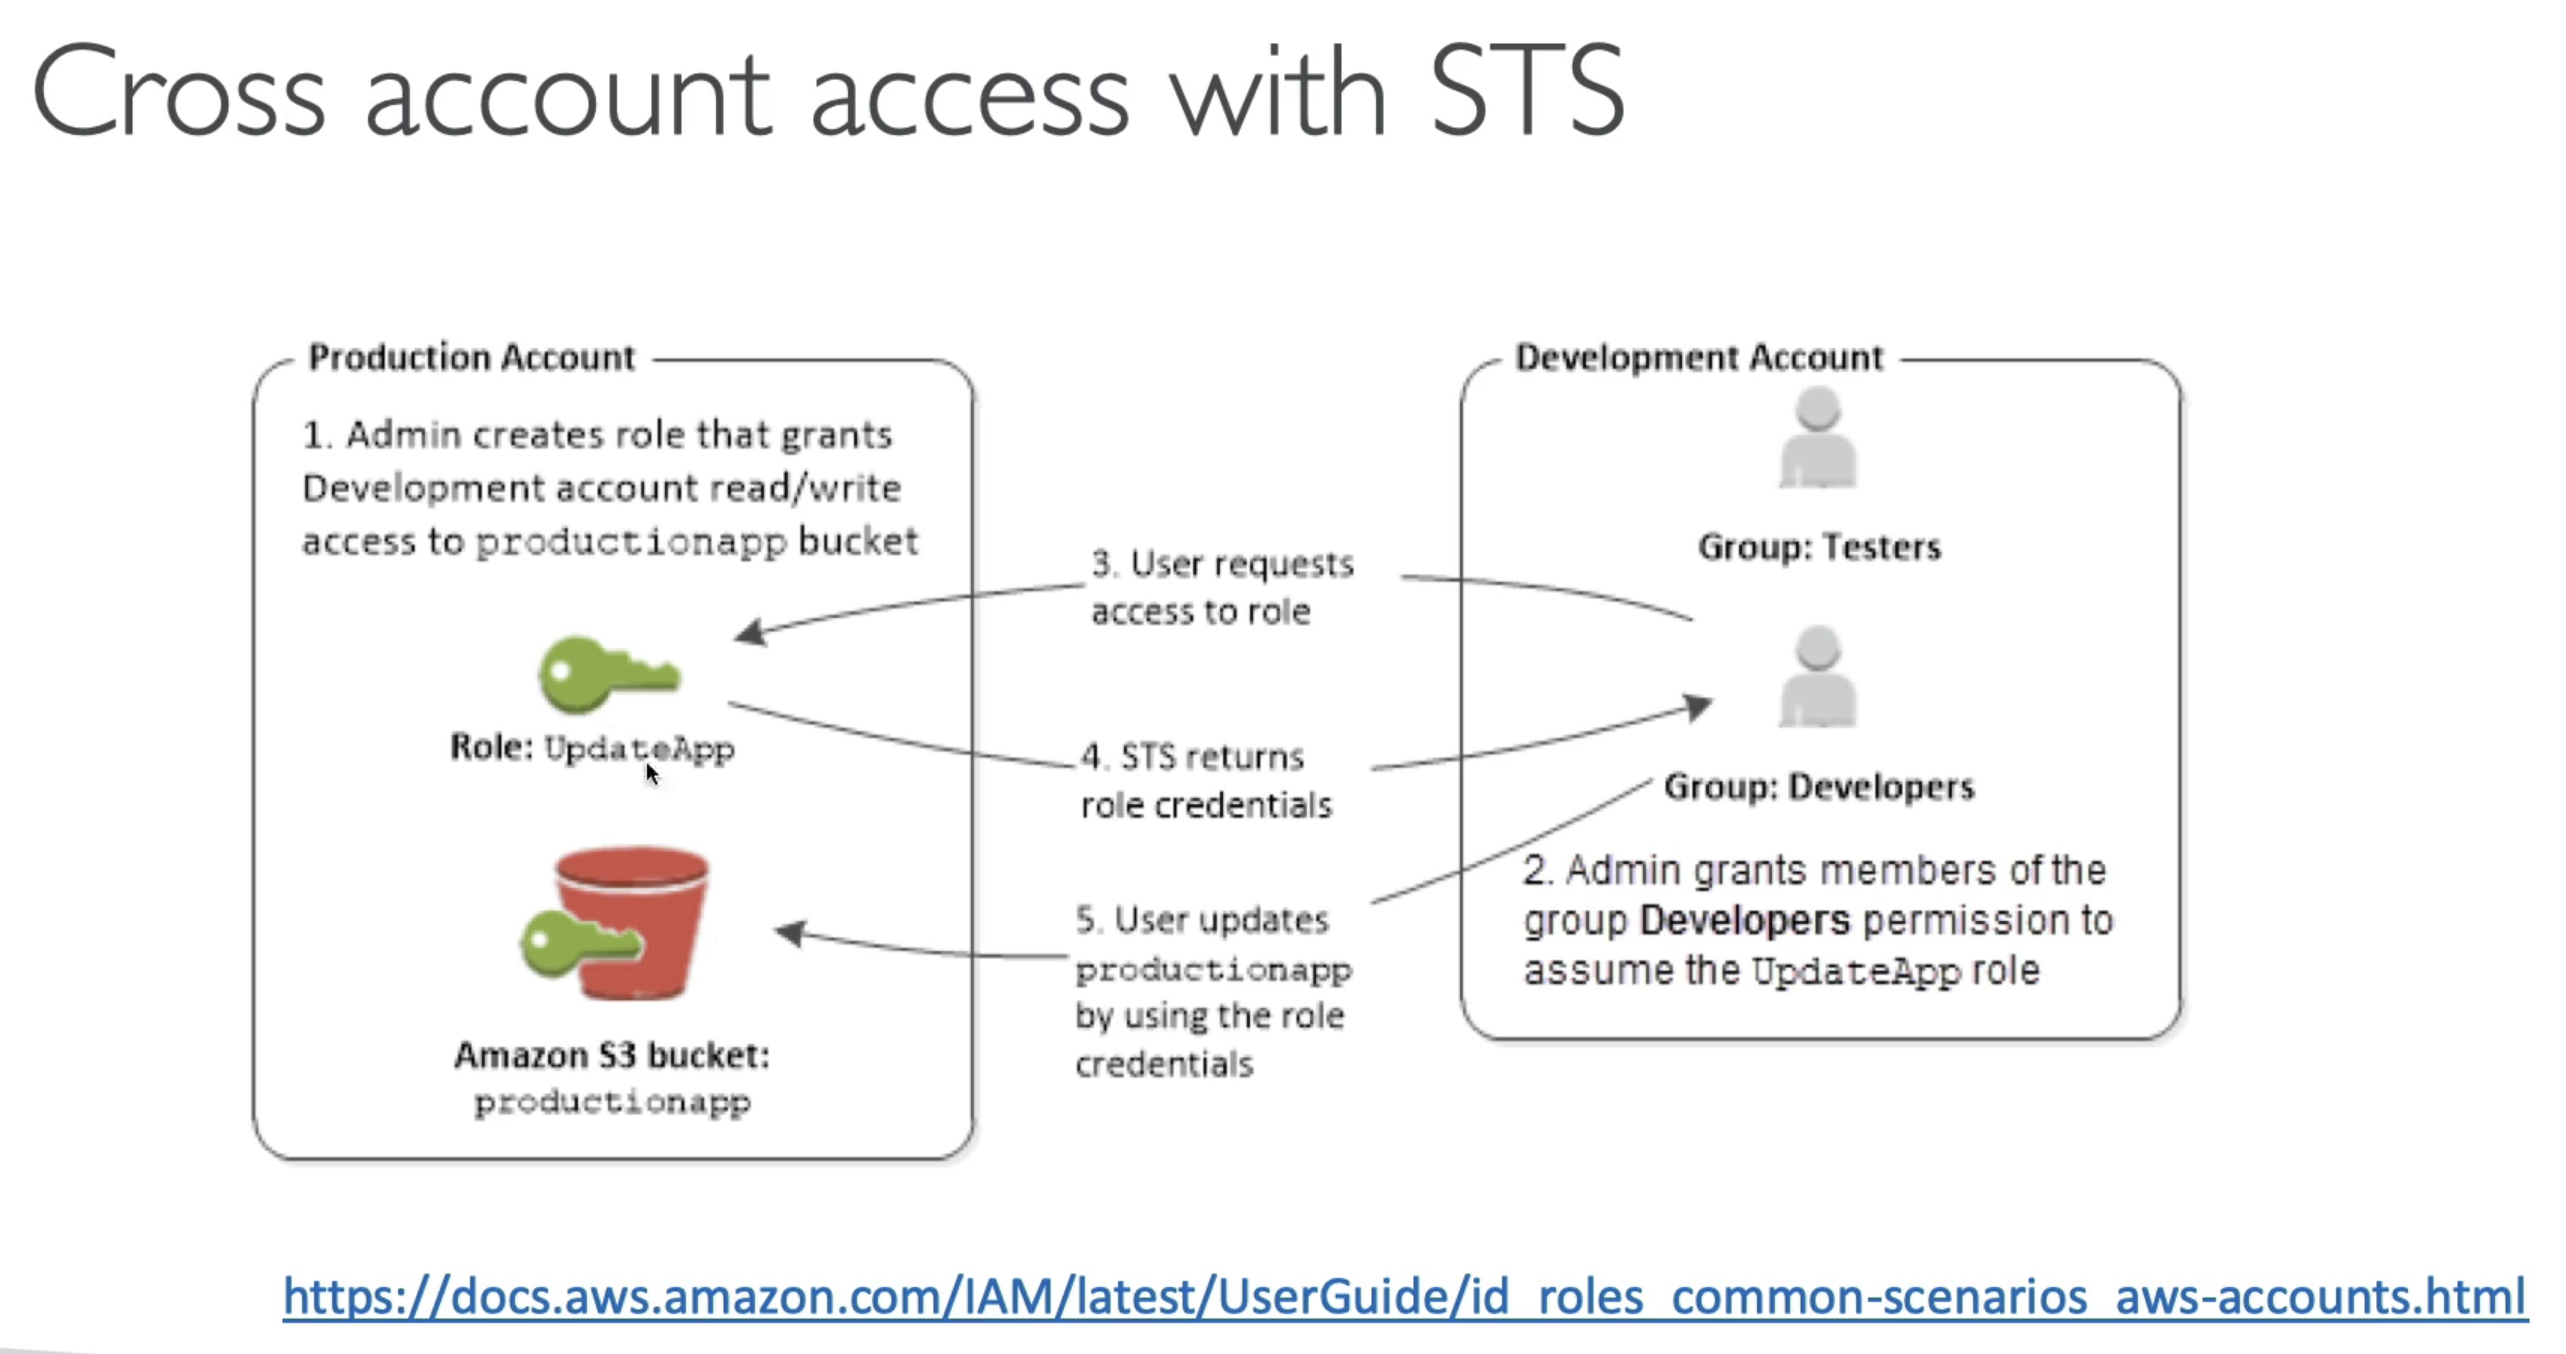 Cross account access with STS
Production Account
1. Admin creates role that grants
Development account read/write
access to productionapp bucket
Role: UpdateApp
Amazon S3 bucket:
productionapp
3. User requests
access to role
4. STS returns
role credentials
5. User updates
productionapp
by using the role
credentials
Development Account
Group: Testers
Group: Developers
2. Admin grants members of the
group Developers permission to
assume the UpdateApp role
https://docs.aws.amazon.com/IAM/latest/UserGuide/id_roles_common-scenarios_aws-accounts.html